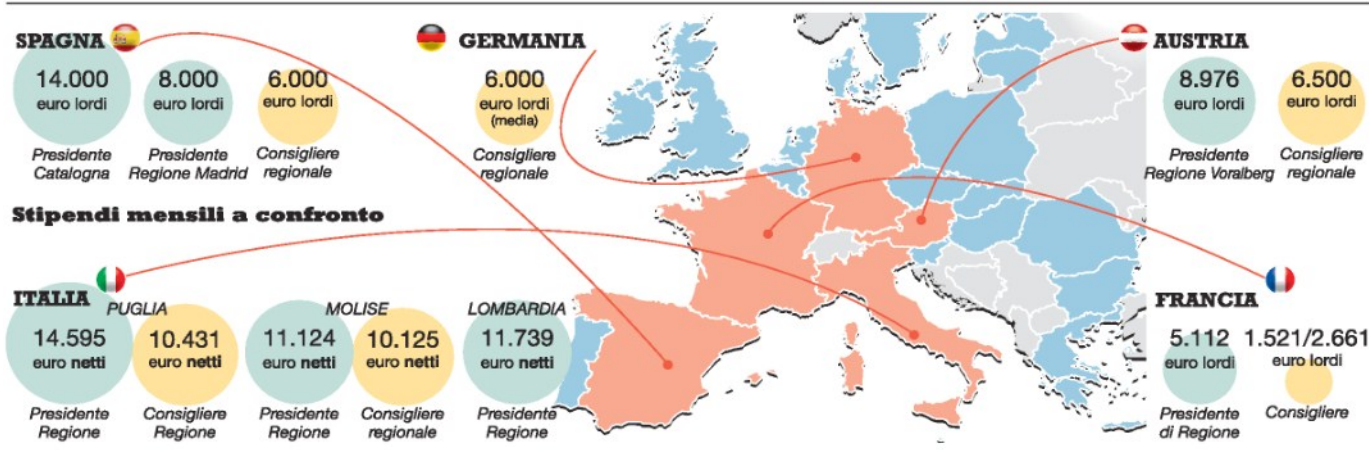 SPAGNA
14.000
euro lordi
Presidente
Catalogna
8.000
euro lordi
Presidente
Regione Madrid
6.000
euro lordi
Consigliere
regionale
GERMANIA
6.000
euro lordi
(media)
Consigliere
regionale
AUSTRIA
8.976
euro lordi
Presidente
Regione Voralberg
6.500
euro lordi
Consigliere
regionale
Stipendi mensili a confronto
ITALIA
PUGLIA
14.595
euro netti
Presidente
Regione
10.431
euro netti
Consigliere
Regione
MOLISE
11.124
euro netti
Presidente
Regione
10.125
euro netti
Consigliere
regionale
LOMBARDIA
11.739
euro netti
Presidente
Regione
FRANCIA
5.112
euro lordi
Presidente
di Regione
1.521/2.661
euro lordi
Consigliere